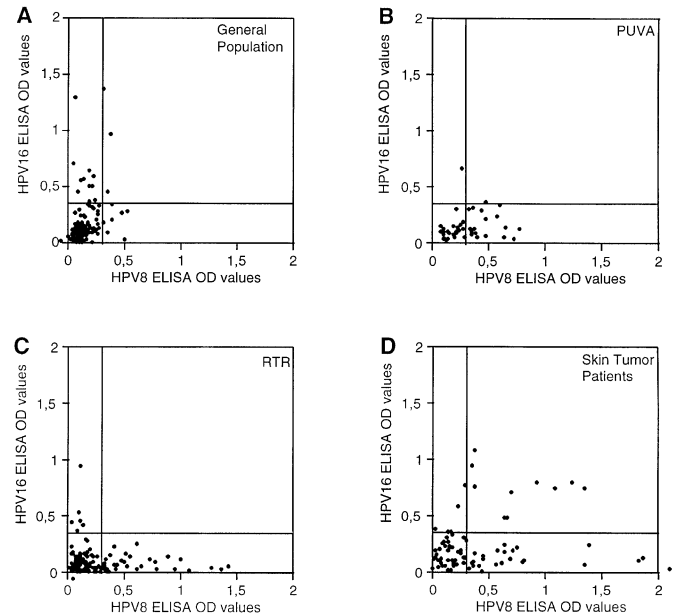 A
General
Population
HPV16 ELISA OD values
2
1,5
1
0,5
0
0 0,5 1 1,5 2
HPV8 ELISA OD values
B
PUVA
HPV16 ELISA OD values
2
1,5
1
0,5
0
0 0,5 1 1,5 2
HPV8 ELISA OD values
C
RTR
HPV16 ELISA OD values
2
1,5
1
0,5
0
0 0,5 1 1,5 2
HPV8 ELISA OD values
D
Skin Tumor
Patients
HPV16 ELISA OD values
2
1,5
1
0,5
0
0 0,5 1 1,5 2
HPV8 ELISA OD values